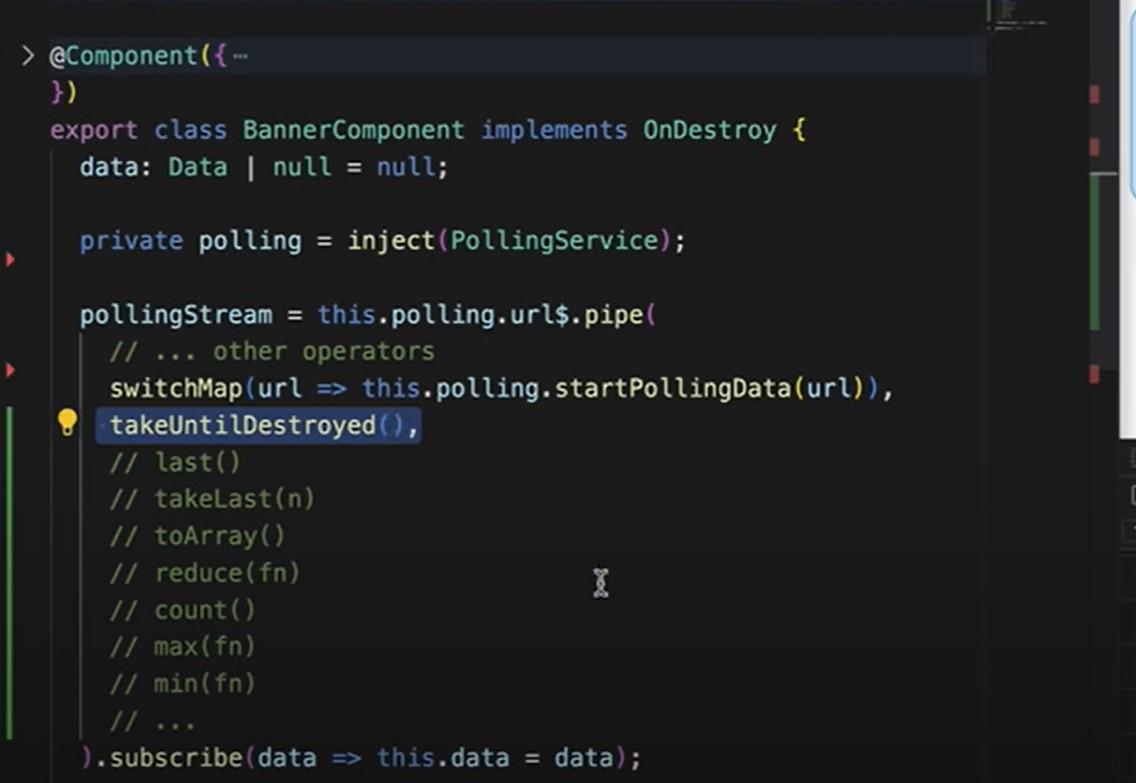 > @Component({ ⋯
})
export class BannerComponent implements OnDestroy {
data: Data | null = null;
private polling = inject(PollingService);
pollingStream = this.polling.url$.pipe(
// ... other operators
switchMap(url => this.polling.startPollingData(url)),
takeUntilDestroyed(),
// last()
// takeLast(n)
// toArray()
// reduce(fn)
// count()
// max(fn)
// min(fn)
// ...
).subscribe(data => this.data = data);